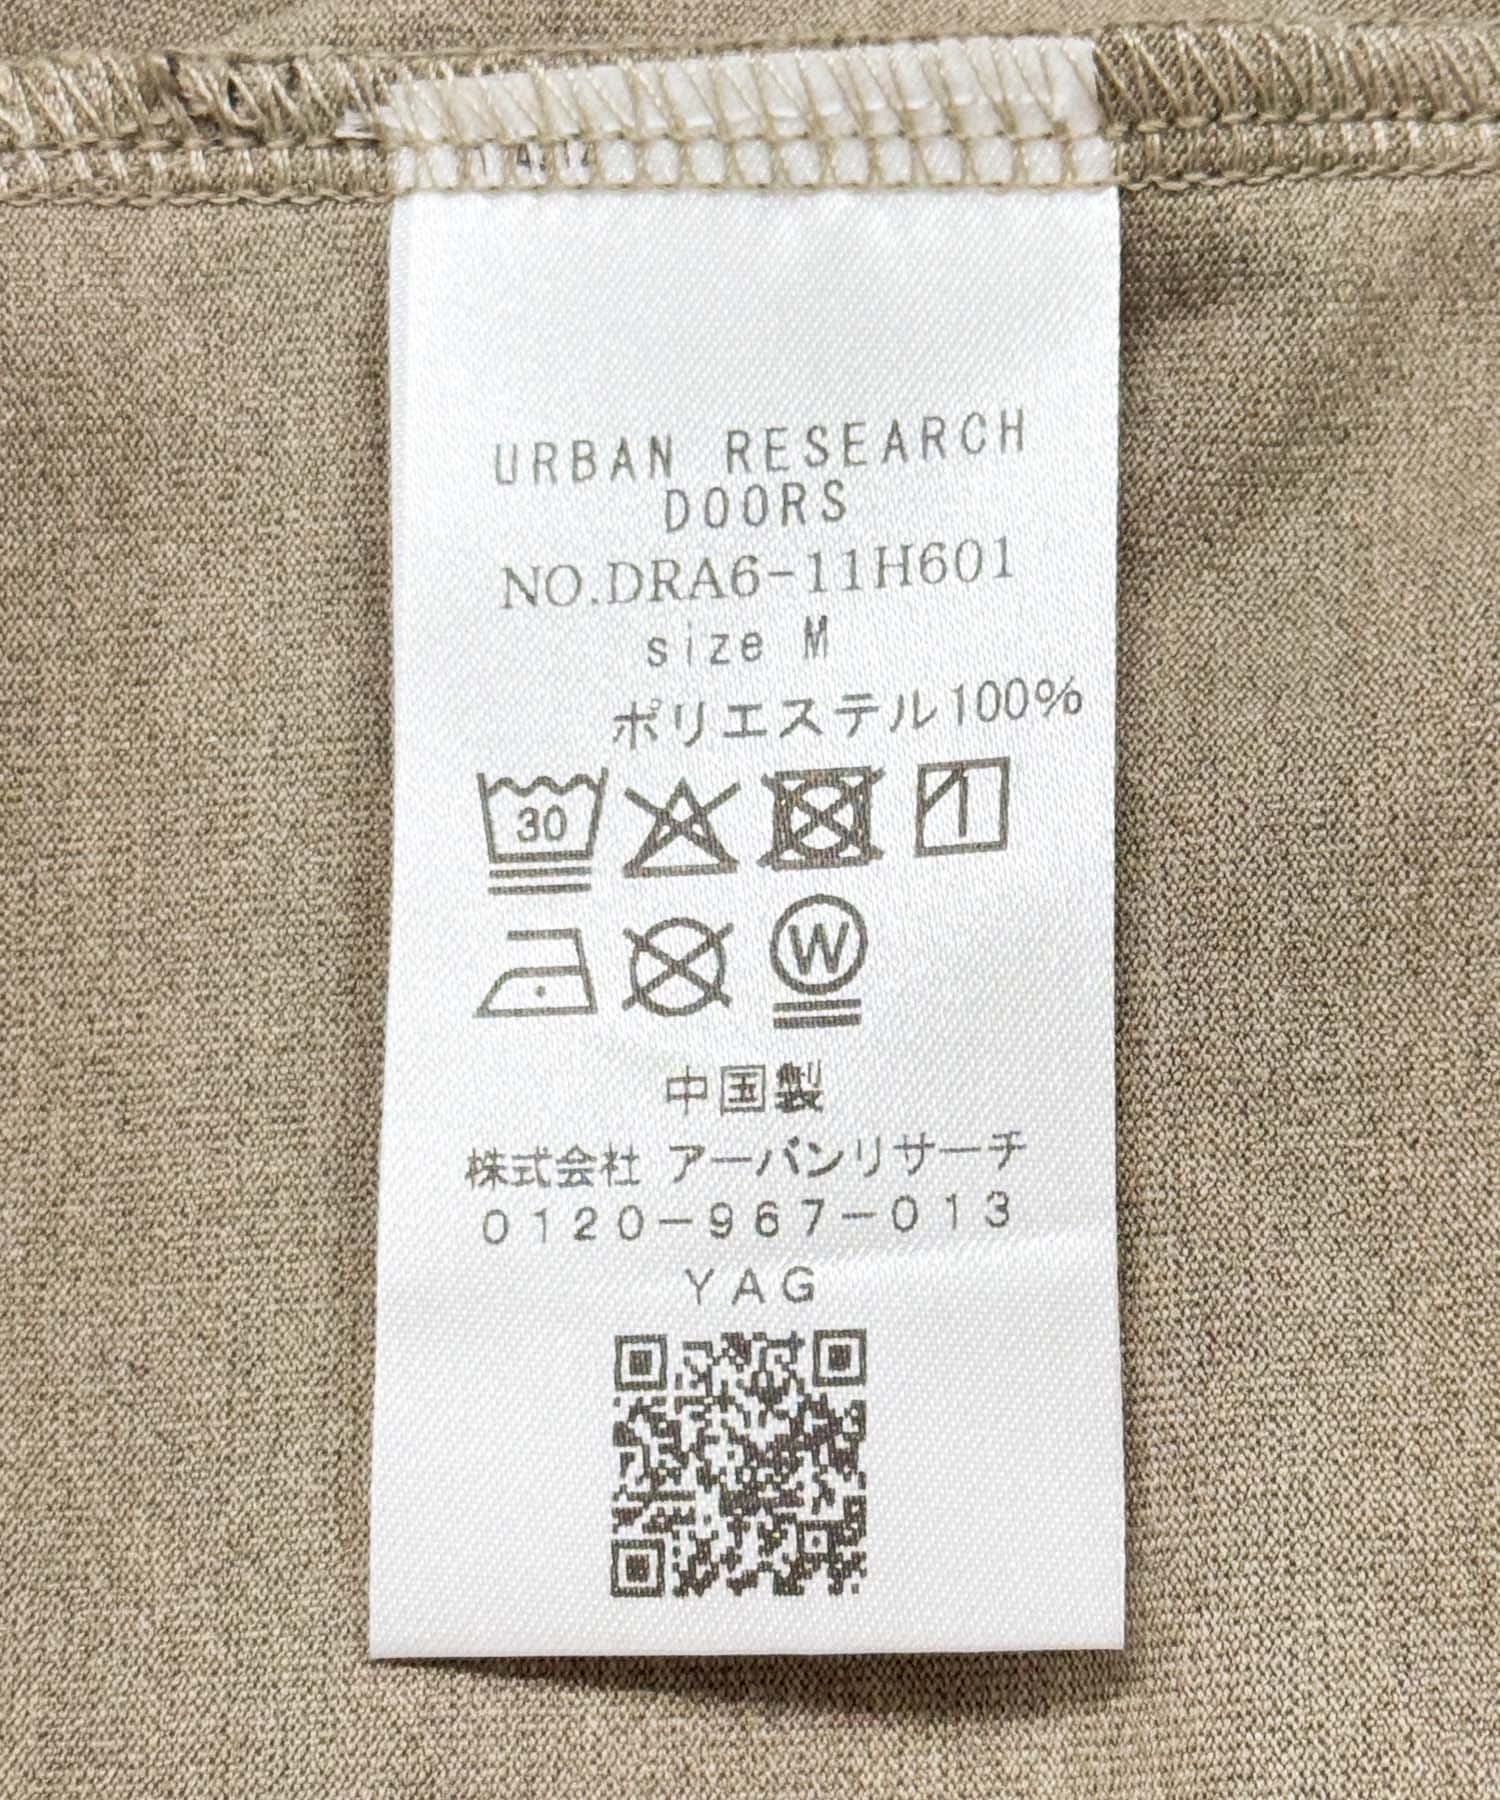 URBAN RESEARCH
DOORS
NO.DRA6-11H601
size M
ポリエステル100%
30
W
中国製
株式会社 アーバンリサーチ
0120-967-013
YAG